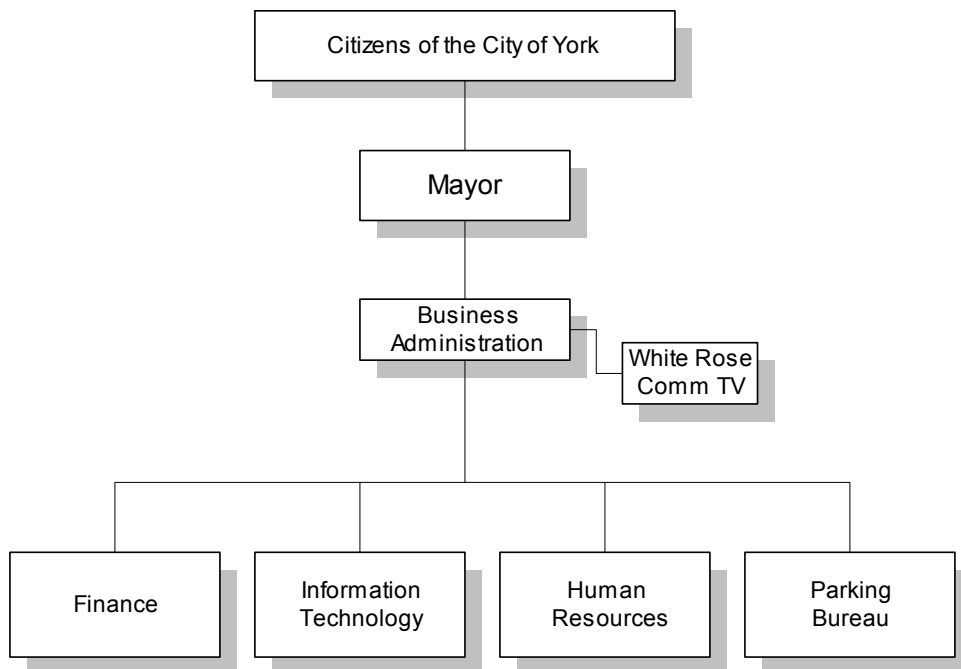 Citizens of the City of York
Mayor
Business
Administration
White Rose
Comm TV
Finance
Information
Technology
Human
Resources
Parking
Bureau